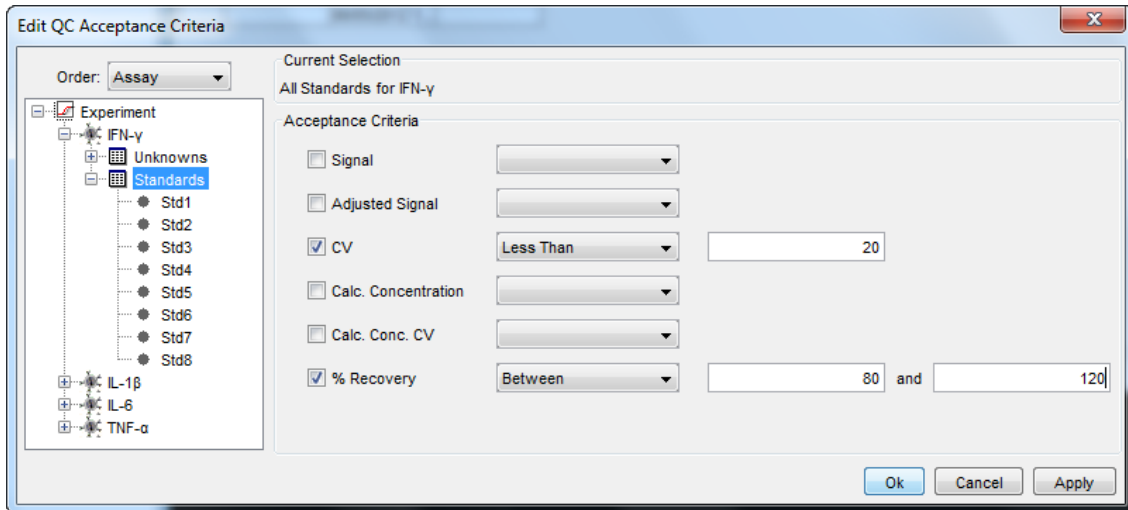 Edit QC Acceptance Criteria
Order: Assay
Experiment
IFN-γ
Unknowns
Standards
Std1
Std2
Std3
Std4
Std5
Std6
Std7
Std8
IL-1β
IL-6
TNF-α
Current Selection
All Standards for IFN-γ
Acceptance Criteria
Signal
Adjusted Signal
CV Less Than 20
Calc. Concentration
Calc. Conc. CV
% Recovery Between 80 and 120
Ok Cancel Apply